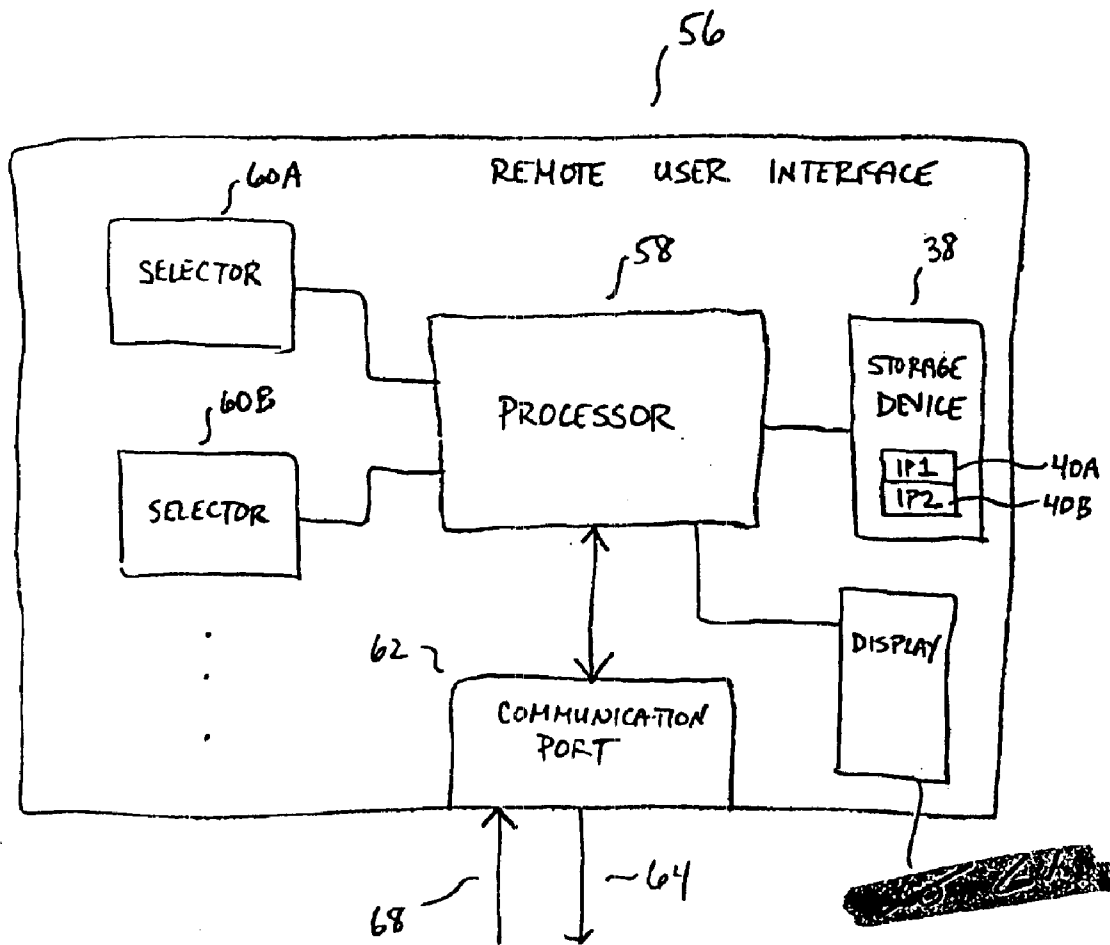 56
REMOTE USER INTERFACE
60A
SELECTOR
58
38
PROCESSOR
STORAGE
DEVICE
IP1
40A
IP2
40B
60B
SELECTOR
62
COMMUNICATION
PORT
DISPLAY
68
64